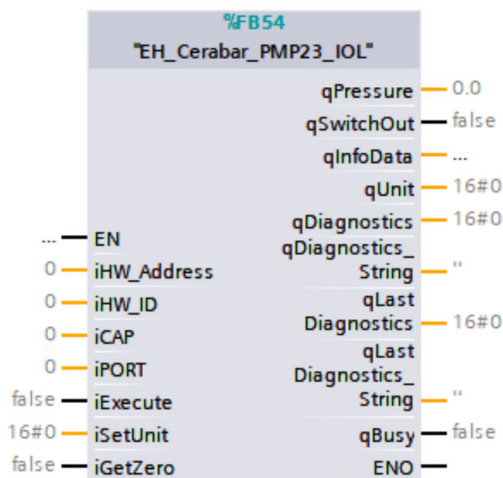 %FB54
"EH_Cerabar_PMP23_IOL"
qPressure 0.0
qSwitchOut false
qInfoData ...
qUnit 16#0
qDiagnostics 16#0
... EN
qDiagnostics_
String ''
0 iHW_Address
0 iHW_ID
qLast
Diagnostics 16#0
0 iCAP
qLast
Diagnostics_
String ''
0 iPORT
false iExecute
16#0 iSetUnit
qBusy false
false iGetZero
ENO